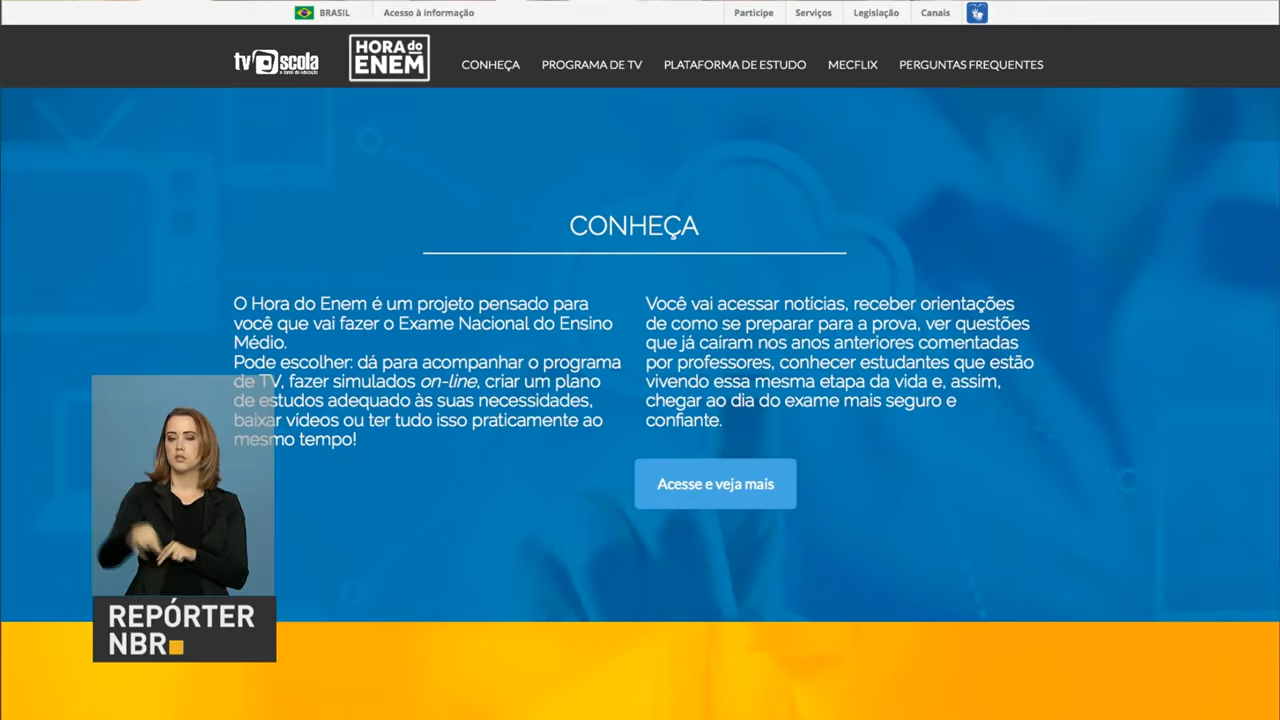 BRASIL
Acesso à informação
Participe
Serviços
Legislação
Canais
tv escola
o canal da educação
HORA do
ENEM
CONHEÇA
PROGRAMA DE TV
PLATAFORMA DE ESTUDO
MECFLIX
PERGUNTAS FREQUENTES
CONHEÇA
O Hora do Enem é um projeto pensado para
você que vai fazer o Exame Nacional do Ensino
Médio.
Pode escolher: dá para acompanhar o programa
de TV, fazer simulados on-line, criar um plano
de estudos adequado às suas necessidades,
baixar vídeos ou ter tudo isso praticamente ao
mesmo tempo!
Você vai acessar notícias, receber orientações
de como se preparar para a prova, ver questões
que já cairam nos anos anteriores comentadas
por professores, conhecer estudantes que estão
vivendo essa mesma etapa da vida e, assim,
chegar ao dia do exame mais seguro e
confiante.
Acesse e veja mais
REPÓRTER
NBR